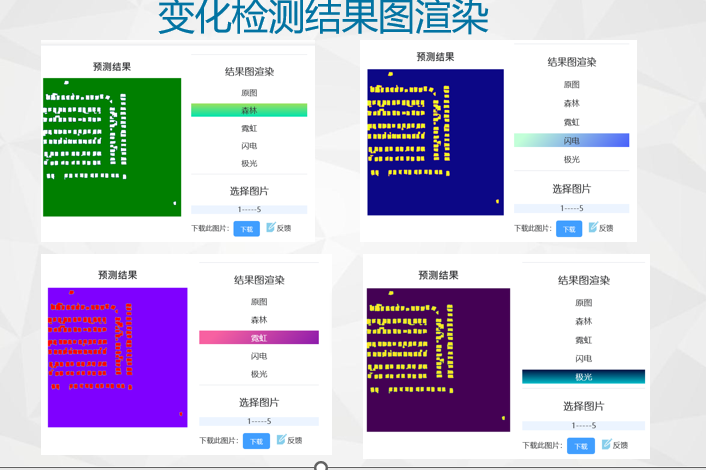 变化检测结果图渲染
预测结果
结果图渲染
原图
森林
霓虹
闪电
极光
选择图片
1-----5
下载此图片: 下载 反馈
预测结果
结果图渲染
原图
森林
霓虹
闪电
极光
选择图片
1-----5
下载此图片: 下载 反馈
预测结果
结果图渲染
原图
森林
霓虹
闪电
极光
选择图片
1-----5
下载此图片: 下载 反馈
预测结果
结果图渲染
原图
森林
霓虹
闪电
极光
选择图片
1-----5
下载此图片: 下载 反馈